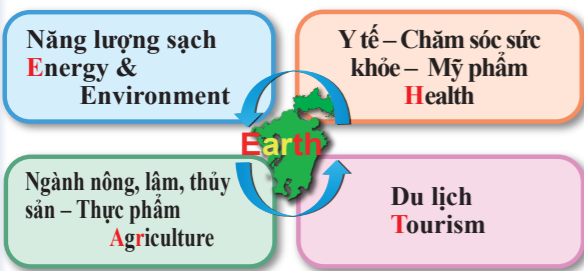 Năng lượng sạch
Energy &
Environment
Y tế – Chăm sóc sức
khỏe – Mỹ phẩm
Health
Earth
Ngành nông, lâm, thủy
sản – Thực phẩm
Agriculture
Du lịch
Tourism